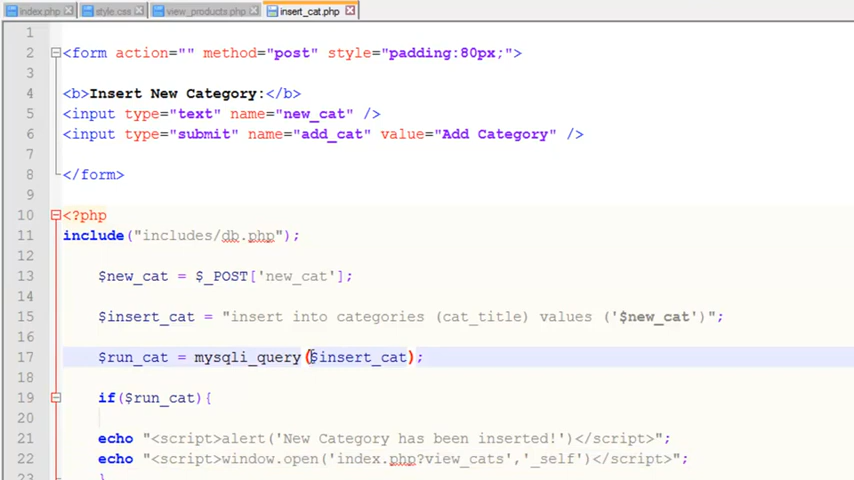 index.php style.css view_products.php insert_cat.php
1
2 <form action="" method="post" style="padding:80px;">
3
4 <b>Insert New Category:</b>
5 <input type="text" name="new_cat" />
6 <input type="submit" name="add_cat" value="Add Category" />
7
8 </form>
9
10 <?php
11 include("includes/db.php");
12
13 $new_cat = $_POST['new_cat'];
14
15 $insert_cat = "insert into categories (cat_title) values ('$new_cat')";
16
17 $run_cat = mysqli_query($insert_cat);
18
19 if($run_cat){
20
21 echo "<script>alert('New Category has been inserted!')</script>";
22 echo "<script>window.open('index.php?view_cats','_self')</script>";
23 }